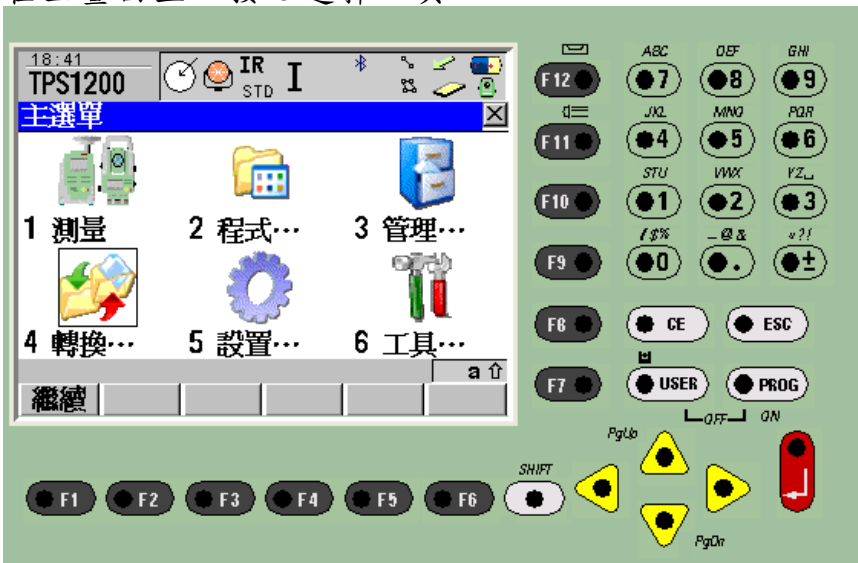 18:41
TPS1200
IR
STD
I
主選單
1 測量
2 程式…
3 管理…
4 轉換…
5 設置…
6 工具…
a
繼續
F12
ABC
DEF
GHI
7
8
9
F11
JKL
MNO
PQR
4
5
6
F10
STU
VWX
YZ
1
2
3
F9
/$%
_@&
*?!
0
.
±
F8
CE
ESC
F7
USER
PROG
OFF
ON
PgUp
SHIFT
F1
F2
F3
F4
F5
F6
PgDn